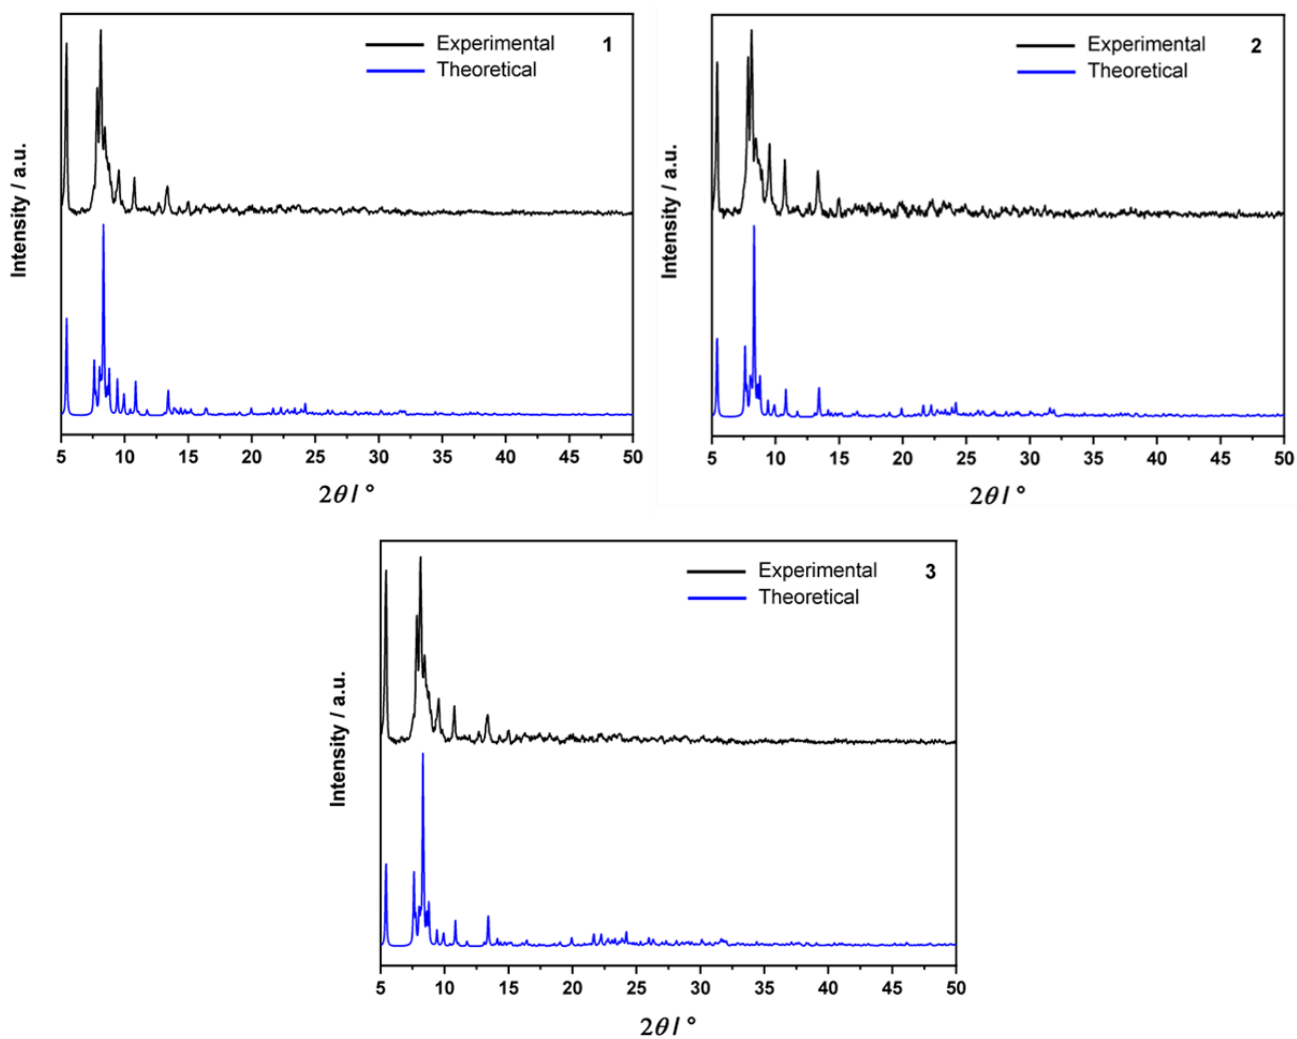 Experimental 1
Theoretical
Intensity / a.u.
5 10 15 20 25 30 35 40 45 50
2θ / °
Experimental 2
Theoretical
Intensity / a.u.
5 10 15 20 25 30 35 40 45 50
2θ / °
Experimental 3
Theoretical
Intensity / a.u.
5 10 15 20 25 30 35 40 45 50
2θ / °